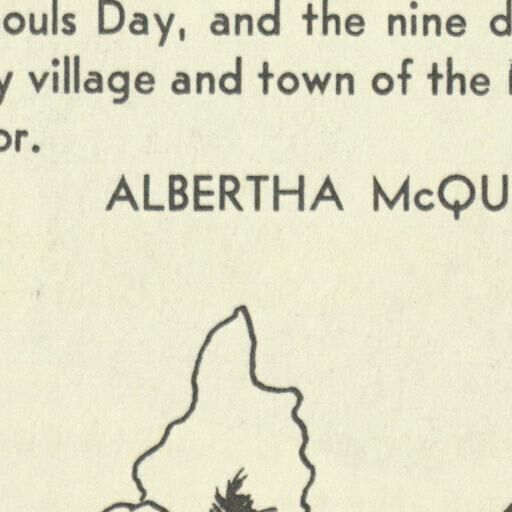 ouls Day, and the nine d
y village and town of the
or.
ALBERTHA McQU